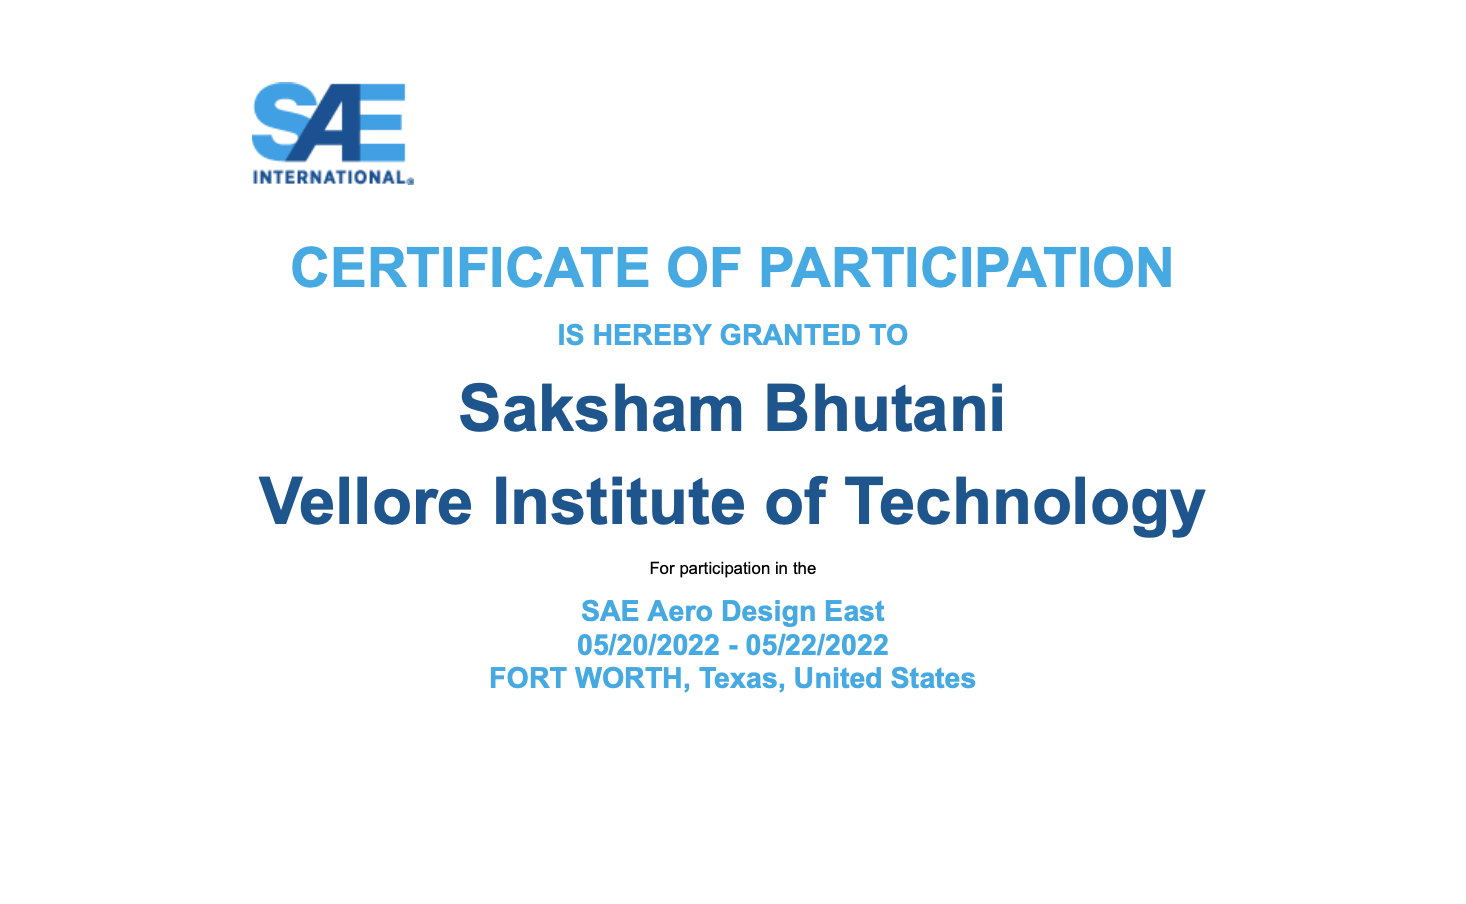 SAE
INTERNATIONAL®
CERTIFICATE OF PARTICIPATION
IS HEREBY GRANTED TO
Saksham Bhutani
Vellore Institute of Technology
For participation in the
SAE Aero Design East
05/20/2022 - 05/22/2022
FORT WORTH, Texas, United States